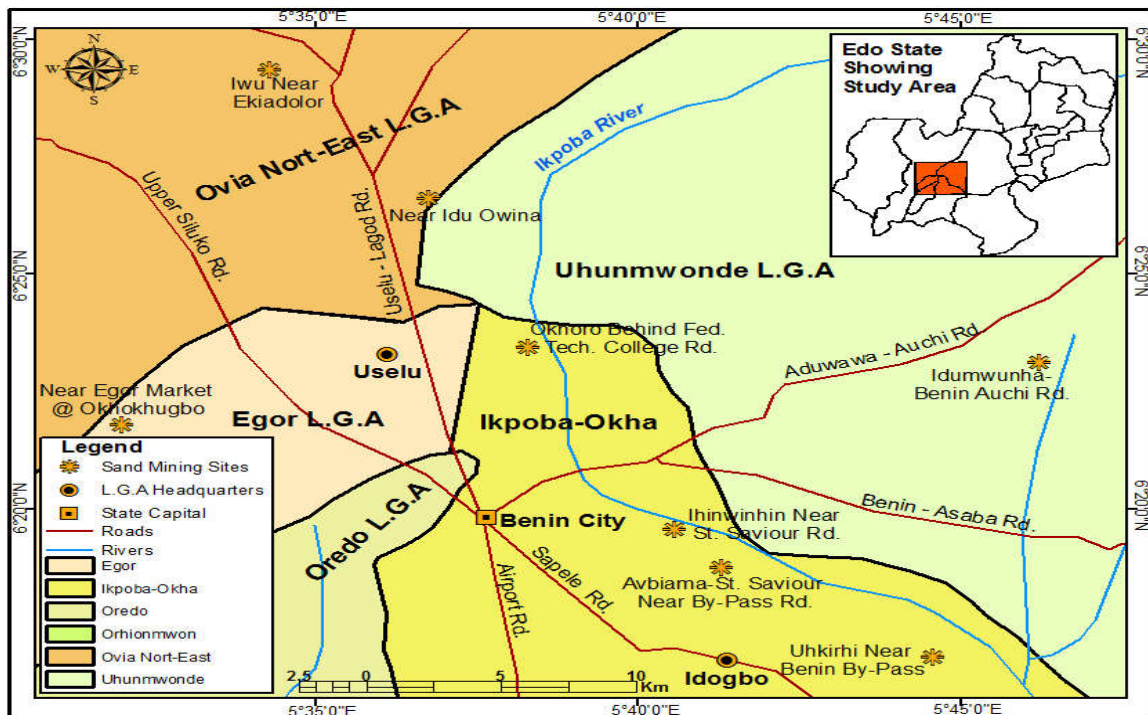 5°35'0"E
5°40'0"E
5°45'0"E
6°30'0"N
N
W
E
S
Iwu Near
Ekiadolor
Ovia Nort-East L.G.A
Upper Siluko Rd.
Uselu - Lagod Rd.
Near Idu Owina
Ikpoba River
Edo State
Showing
Study Area
6°25'0"N
6°25'0"N
Uhunmwonde L.G.A
Okhoro Behind Fed.
Tech. College Rd.
Uselu
Aduwawa - Auchi Rd.
Idumwunha-
Benin Auchi Rd.
Near Egor Market
@ Okhokhugbo
Egor L.G.A
Ikpoba-Okha
6°20'0"N
6°20'0"N
Oredo L.G.A
Benin City
Benin - Asaba Rd.
Ihinwinhin Near
St. Saviour Rd.
Avbiama-St. Saviour
Near By-Pass Rd.
Airport Rd.
Sapele Rd.
Idogbo
Uhkirhi Near
Benin By-Pass
Legend
Sand Mining Sites
L.G.A Headquarters
State Capital
Roads
Rivers
Egor
Ikpoba-Okha
Oredo
Orhionmwon
Ovia Nort-East
Uhunmwonde
2.5 0 5 10
Km
5°35'0"E
5°40'0"E
5°45'0"E